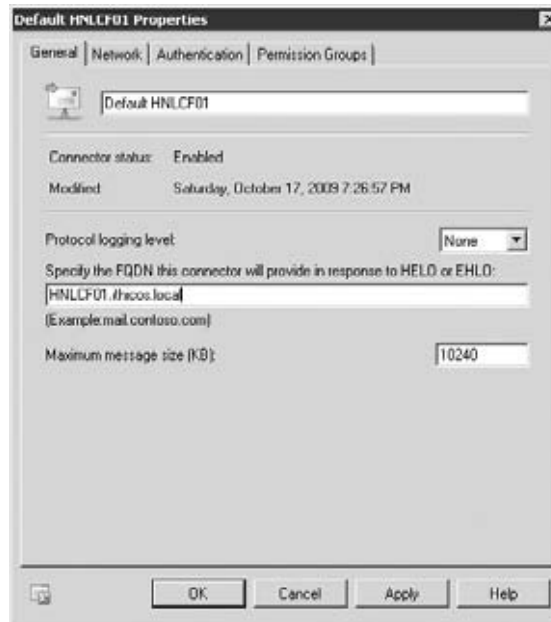 Default HNLCF01 Properties
General Network Authentication Permission Groups
Default HNLCF01
Connector status: Enabled
Modified: Saturday, October 17, 2009 7:26:57 PM
Protocol logging level: None
Specify the FQDN this connector will provide in response to HELO or EHLO:
HNLCF01.ithicos.local
(Example:mail.contoso.com)
Maximum message size (KB): 10240
OK Cancel Apply Help